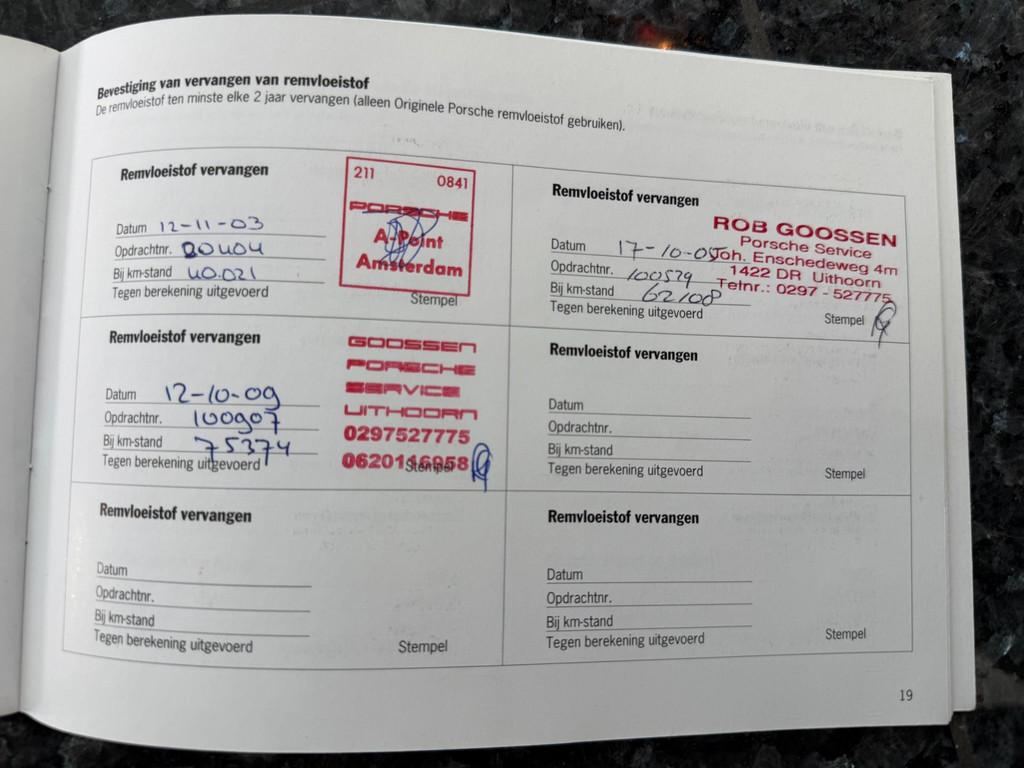 Bevestiging van vervangen van remvloeistof
De remvloeistof ten minste elke 2 jaar vervangen (alleen Originele Porsche remvloeistof gebruiken).
Remvloeistof vervangen
211 0841
PORSCHE
A-Point
Amsterdam
Datum 12-11-03
Opdrachtnr. 80404
Bij km-stand 40.021
Tegen berekening uitgevoerd
Stempel
Remvloeistof vervangen
ROB GOOSSEN
Porsche Service
Joh. Enschedeweg 4m
1422 DR Uithoorn
Telnr.: 0297 - 527775
Datum 17-10-05
Opdrachtnr. 100529
Bij km-stand 62108
Tegen berekening uitgevoerd
Stempel
Remvloeistof vervangen
GOOSSEN
PORSCHE
SERVICE
UITHOORN
0297527775
0620146958
Datum 12-10-09
Opdrachtnr. 100907
Bij km-stand 75374
Tegen berekening uitgevoerd
Stempel
Remvloeistof vervangen
Datum
Opdrachtnr.
Bij km-stand
Tegen berekening uitgevoerd
Stempel
Remvloeistof vervangen
Datum
Opdrachtnr.
Bij km-stand
Tegen berekening uitgevoerd
Stempel
Remvloeistof vervangen
Datum
Opdrachtnr.
Bij km-stand
Tegen berekening uitgevoerd
Stempel
19